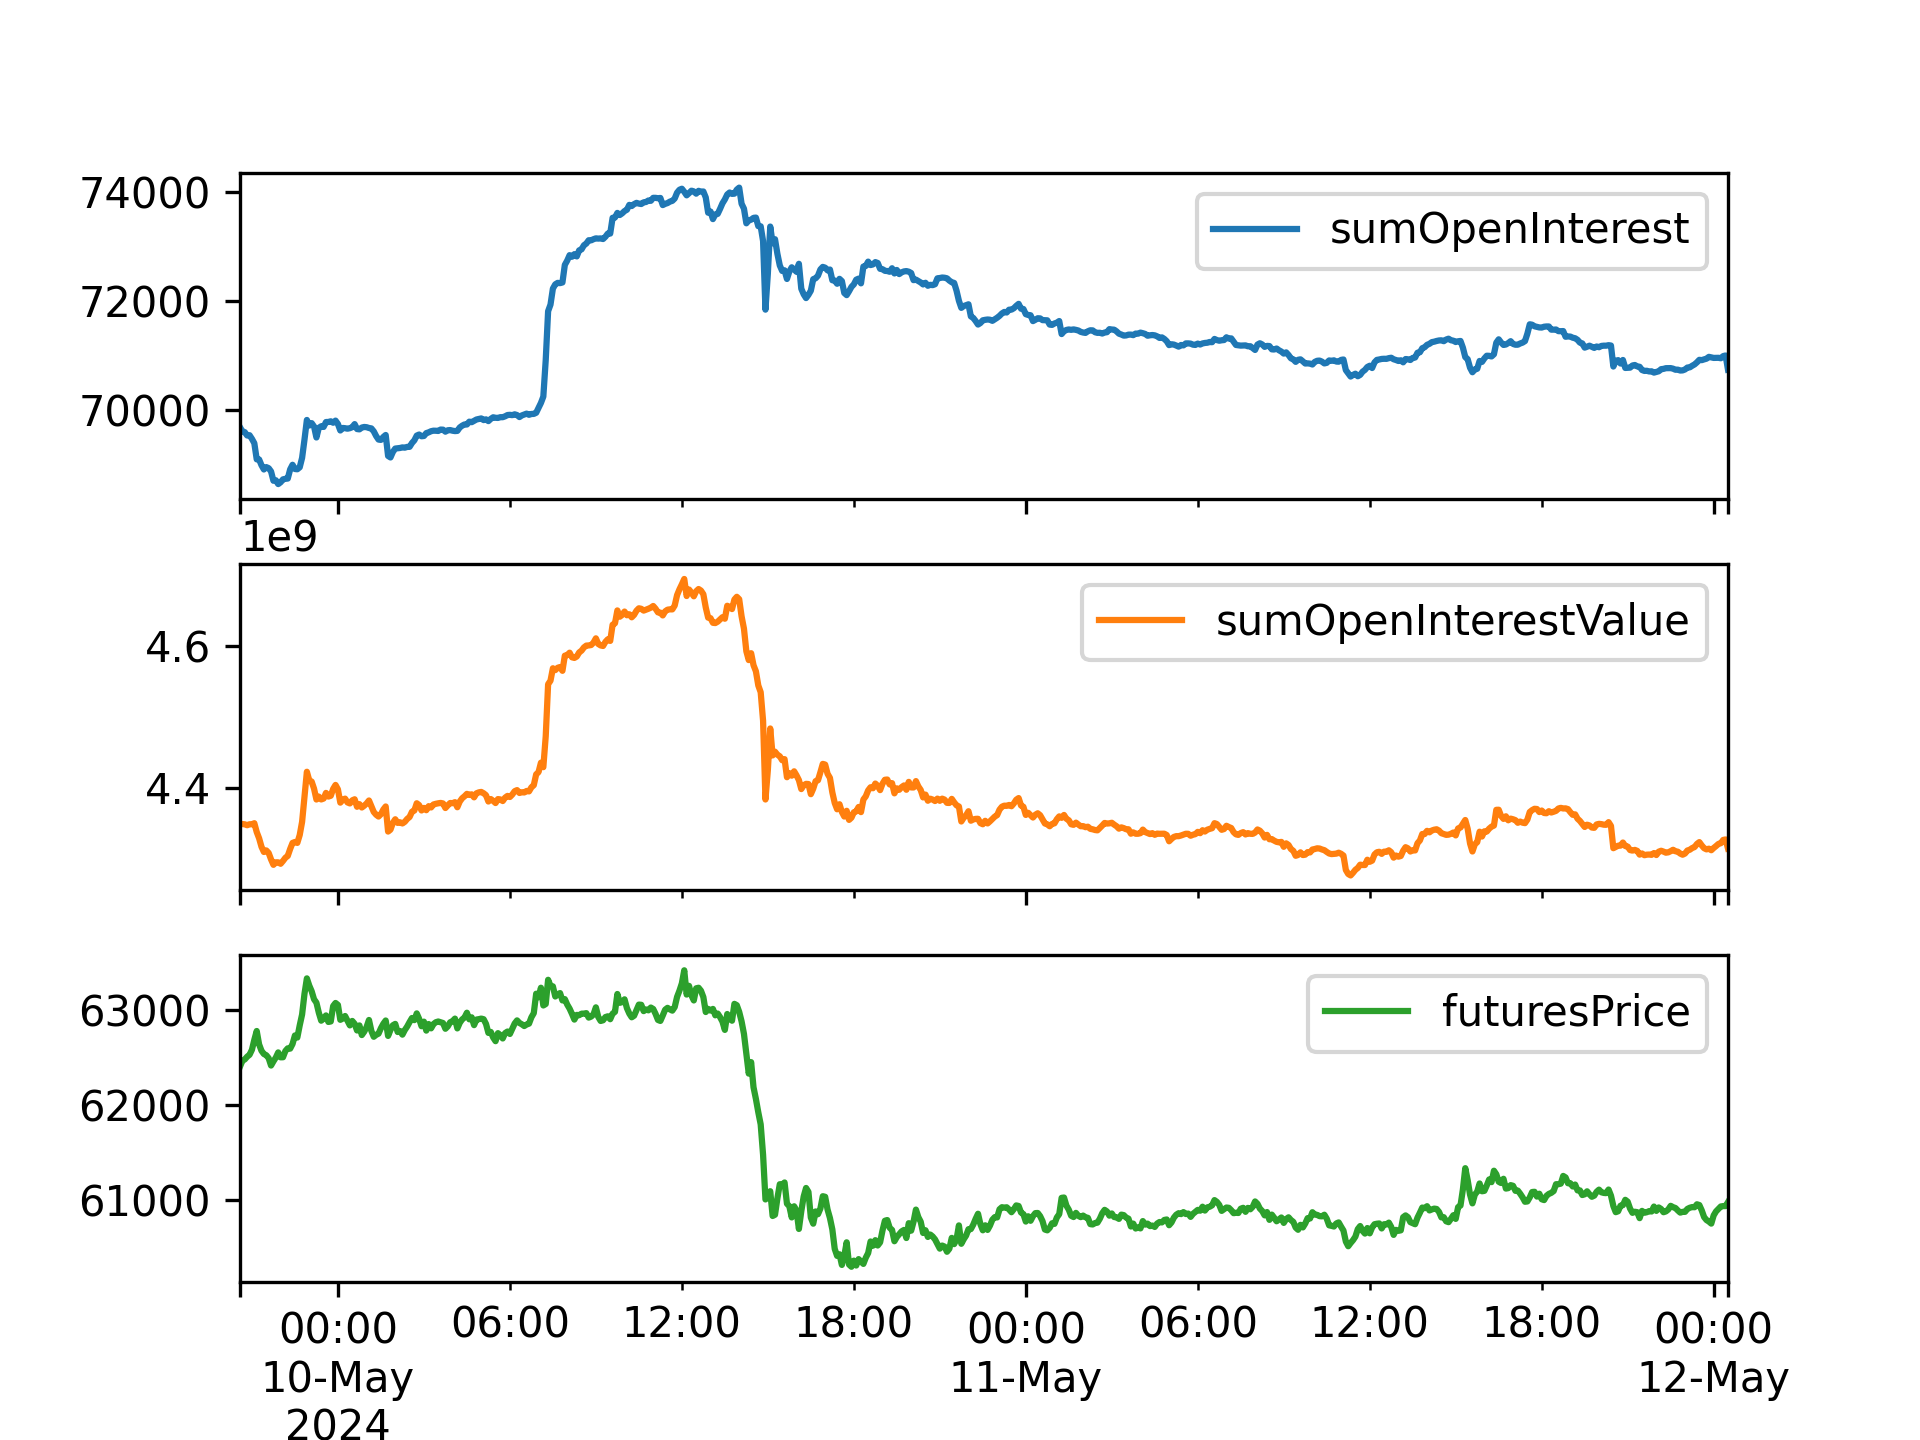 74000
72000
70000
sumOpenInterest
1e9
4.6
4.4
sumOpenInterestValue
63000
62000
61000
futuresPrice
00:00 06:00 12:00 18:00 00:00 06:00 12:00 18:00 00:00
10-May 11-May 12-May
2024